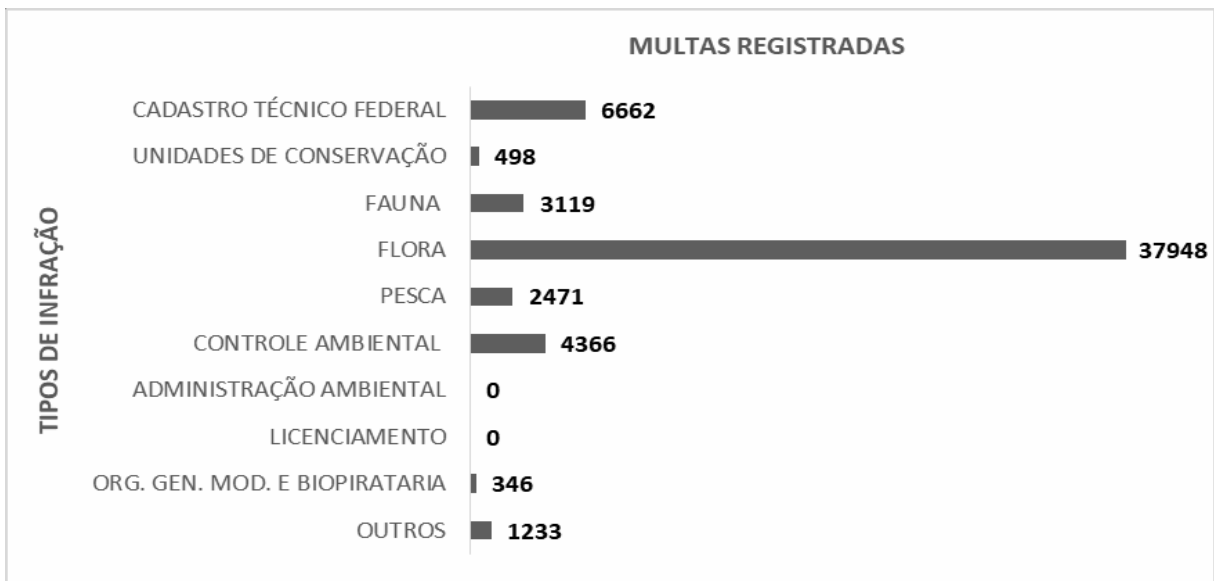 MULTAS REGISTRADAS
TIPOS DE INFRAÇÃO
CADASTRO TÉCNICO FEDERAL 6662
UNIDADES DE CONSERVAÇÃO 498
FAUNA 3119
FLORA 37948
PESCA 2471
CONTROLE AMBIENTAL 4366
ADMINISTRAÇÃO AMBIENTAL 0
LICENCIAMENTO 0
ORG. GEN. MOD. E BIOPIRATARIA 346
OUTROS 1233